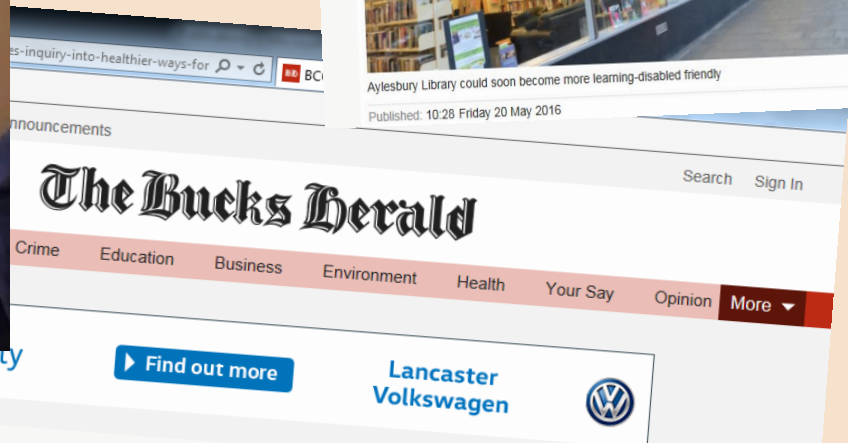 es-inquiry-into-healthier-ways-for
BC
Aylesbury Library could soon become more learning-disabled friendly
Published: 10:28 Friday 20 May 2016
nnouncements
Search Sign In
The Bucks Herald
Crime Education Business Environment Health Your Say Opinion More
ty
Find out more
Lancaster
Volkswagen